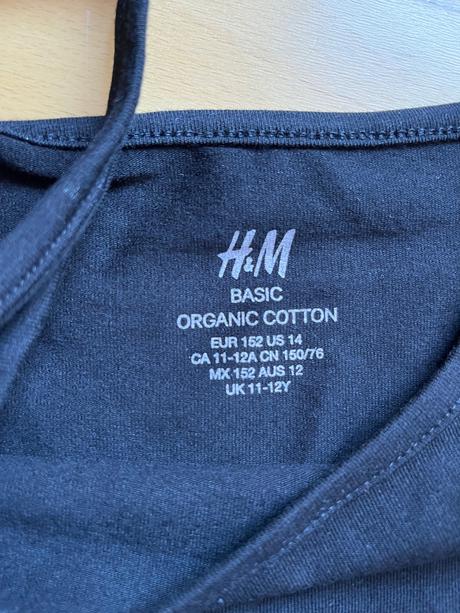 H&M
BASIC
ORGANIC COTTON
EUR 152 US 14
CA 11-12A CN 150/76
MX 152 AUS 12
UK 11-12Y